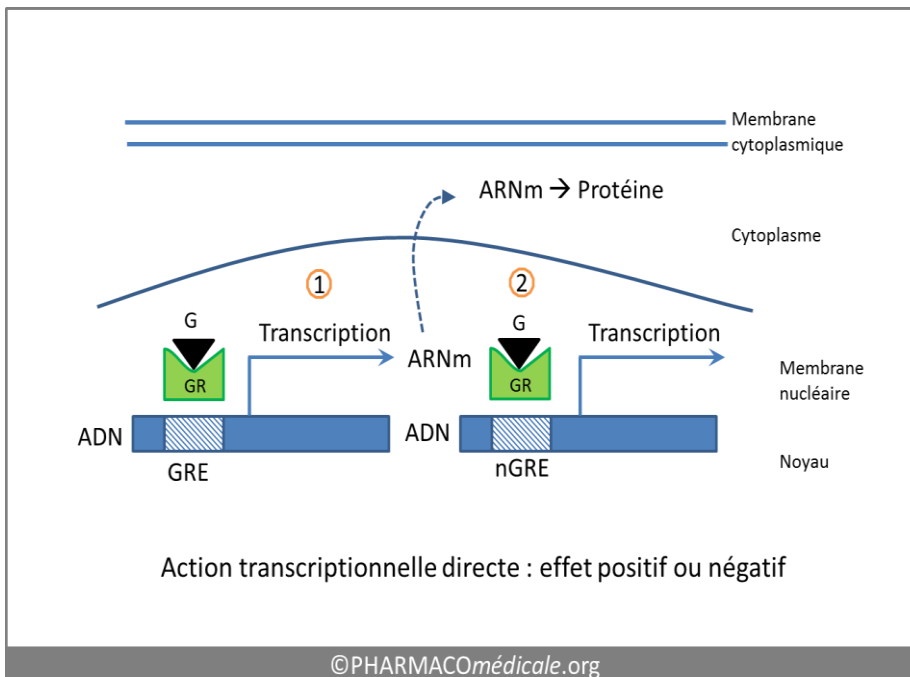 Membrane
cytoplasmique
ARNm → Protéine
Cytoplasme
1
2
G
Transcription
G
Transcription
GR
ARNm
GR
Membrane
nucléaire
ADN
ADN
GRE
nGRE
Noyau
Action transcriptionnelle directe : effet positif ou négatif
©PHARMACOmédicale.org